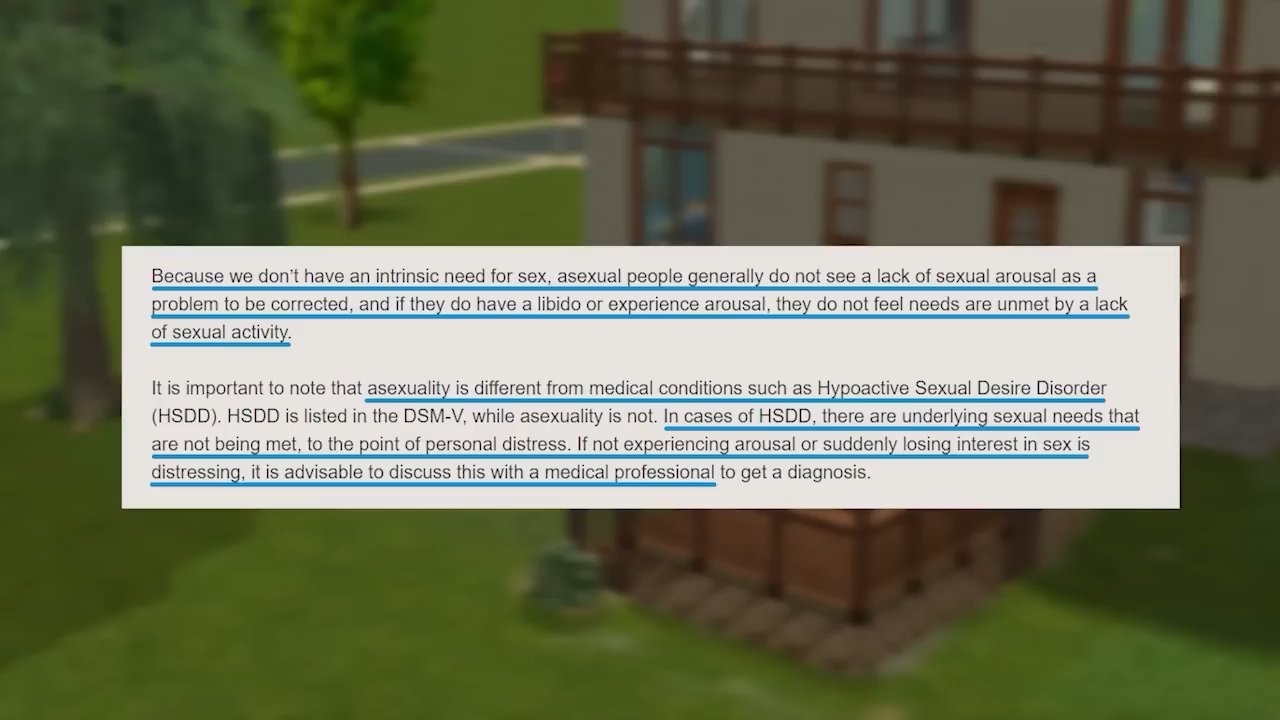 Because we don’t have an intrinsic need for sex, asexual people generally do not see a lack of sexual arousal as a
problem to be corrected, and if they do have a libido or experience arousal, they do not feel needs are unmet by a lack
of sexual activity.
It is important to note that asexuality is different from medical conditions such as Hypoactive Sexual Desire Disorder
(HSDD). HSDD is listed in the DSM-V, while asexuality is not. In cases of HSDD, there are underlying sexual needs that
are not being met, to the point of personal distress. If not experiencing arousal or suddenly losing interest in sex is
distressing, it is advisable to discuss this with a medical professional to get a diagnosis.